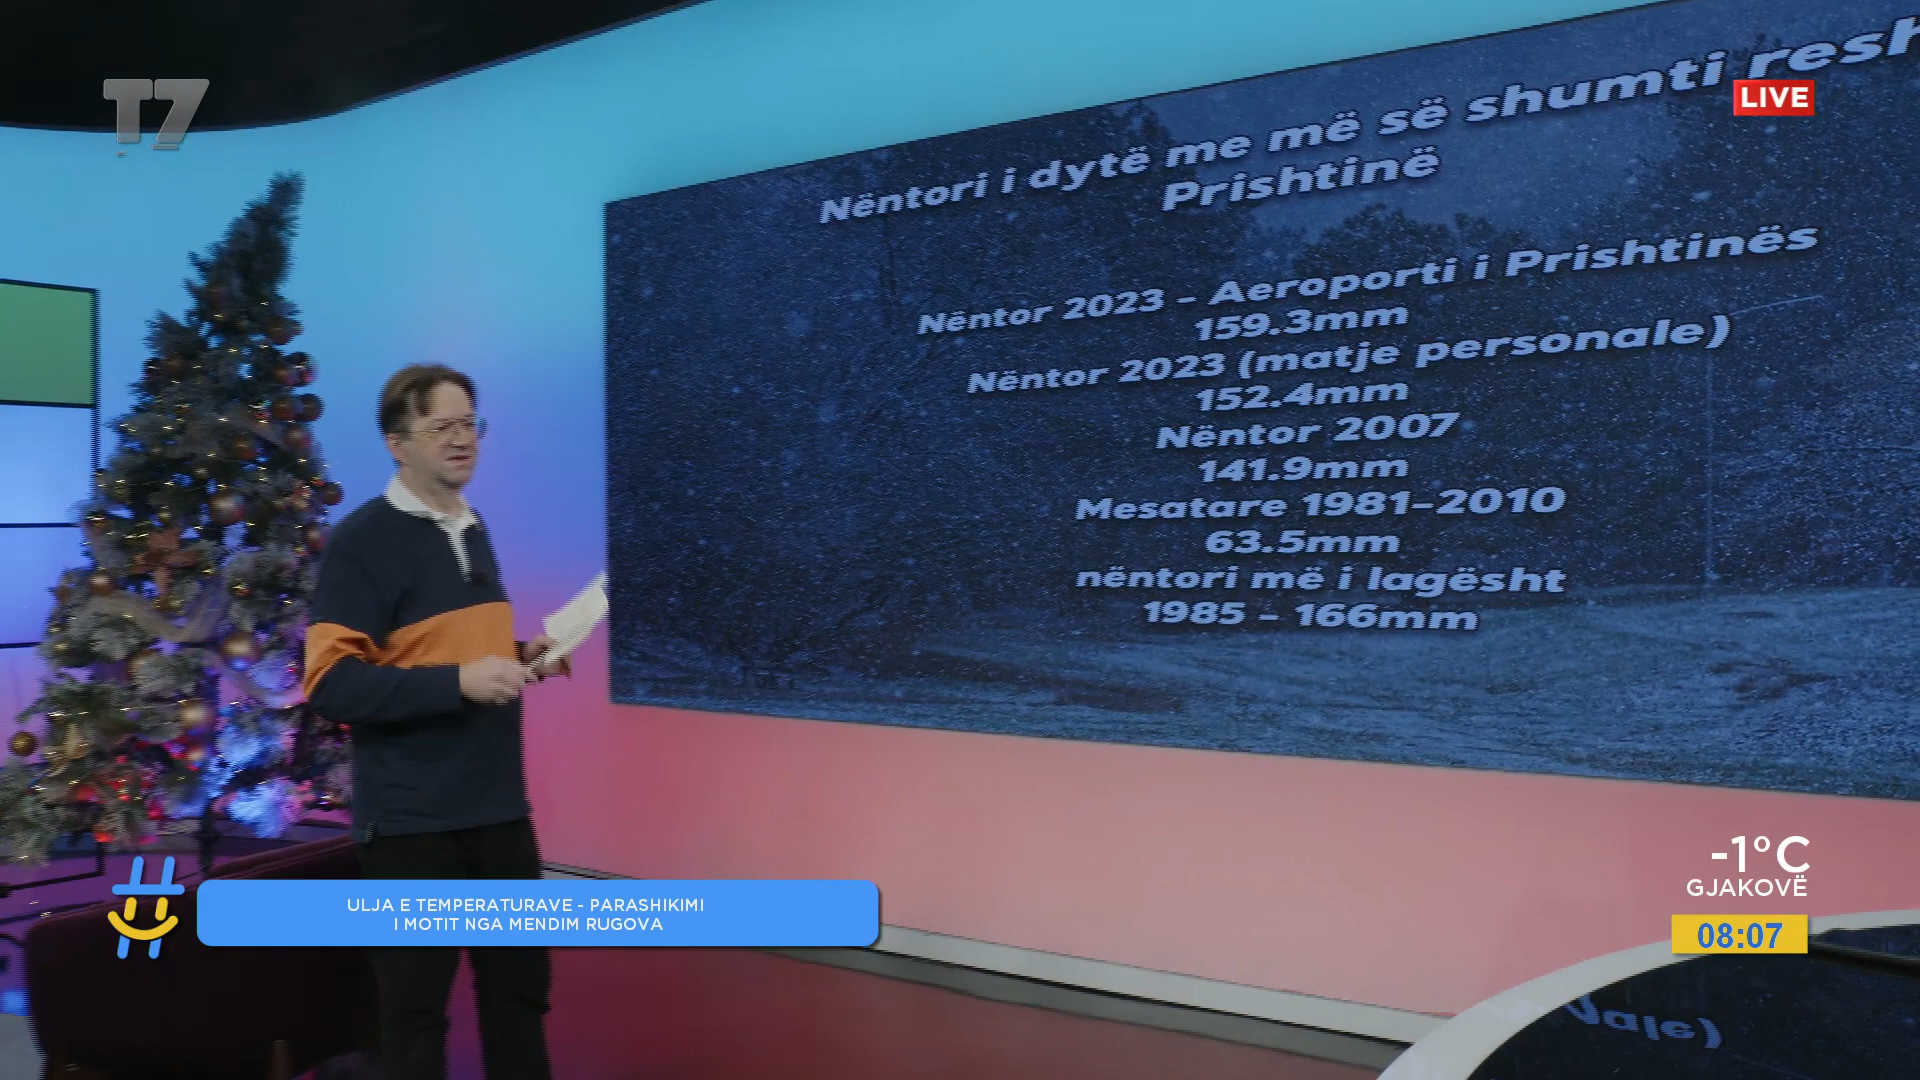 T7
LIVE
Nëntori i dytë me më së shumti
Prishtinë
Nëntor 2023 - Aeroporti i Prishtinës
159.3mm
Nëntor 2023 (matje personale)
152.4mm
Nëntor 2007
141.9mm
Mesatare 1981-2010
63.5mm
nëntori më i lagësht
1985 - 166mm
-1°C
GJAKOVË
08:07
#
ULJA E TEMPERATURAVE - PARASHIKIMI
I MOTIT NGA MENDIM RUGOVA